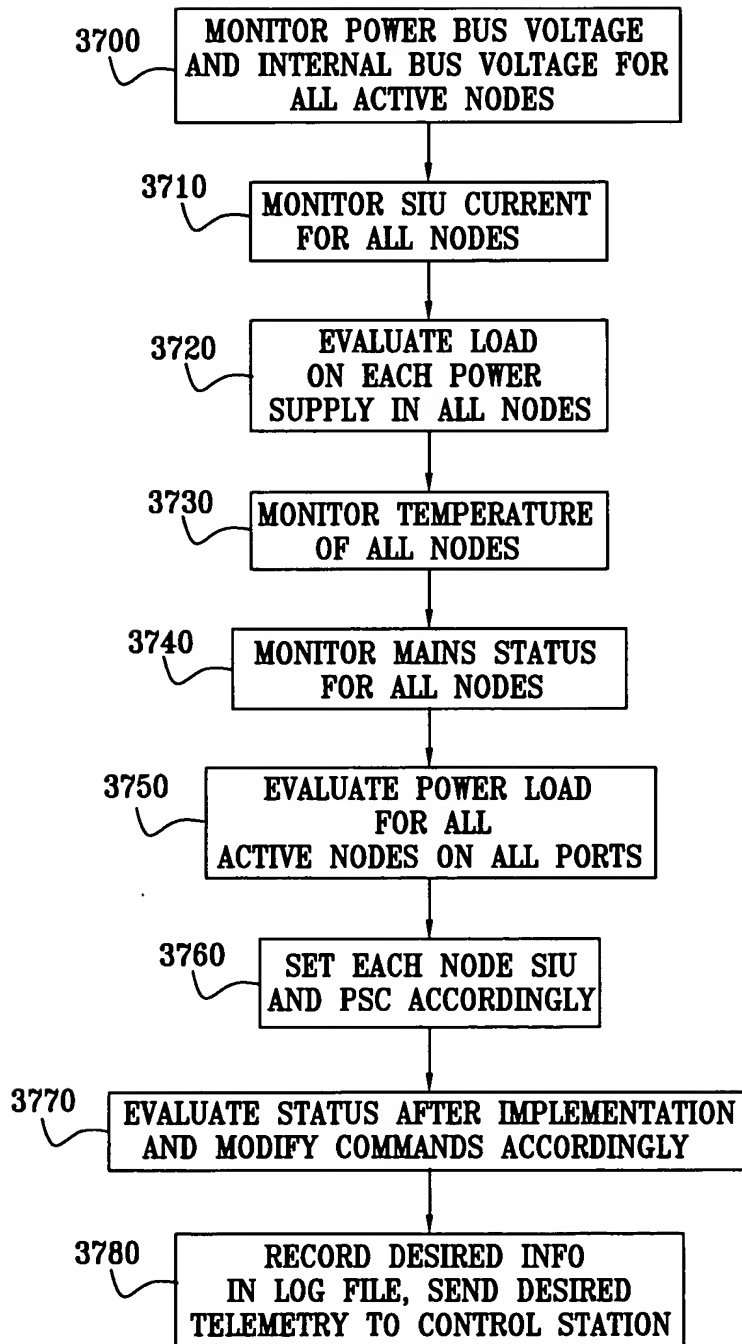 3700
MONITOR POWER BUS VOLTAGE
AND INTERNAL BUS VOLTAGE FOR
ALL ACTIVE NODES
3710
MONITOR SIU CURRENT
FOR ALL NODES
3720
EVALUATE LOAD
ON EACH POWER
SUPPLY IN ALL NODES
3730
MONITOR TEMPERATURE
OF ALL NODES
3740
MONITOR MAINS STATUS
FOR ALL NODES
3750
EVALUATE POWER LOAD
FOR ALL
ACTIVE NODES ON ALL PORTS
3760
SET EACH NODE SIU
AND PSC ACCORDINGLY
3770
EVALUATE STATUS AFTER IMPLEMENTATION
AND MODIFY COMMANDS ACCORDINGLY
3780
RECORD DESIRED INFO
IN LOG FILE, SEND DESIRED
TELEMETRY TO CONTROL STATION